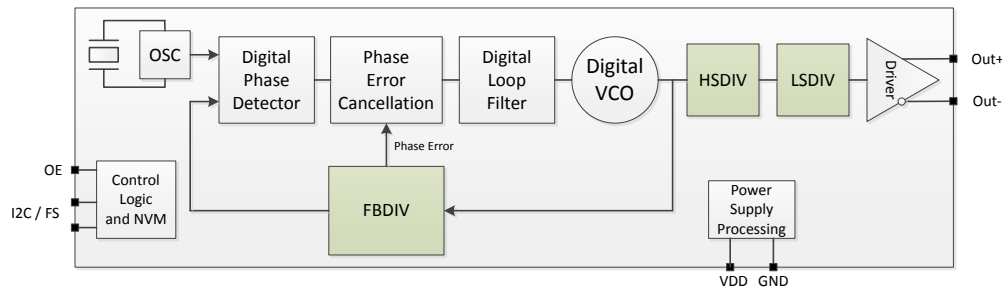 OSC
Digital
Phase
Detector
Phase
Error
Cancellation
Digital
Loop
Filter
Digital
VCO
HSDIV
LSDIV
Driver
Out+
Out-
Phase Error
FBDIV
OE
I2C / FS
Control
Logic
and NVM
Power
Supply
Processing
VDD
GND